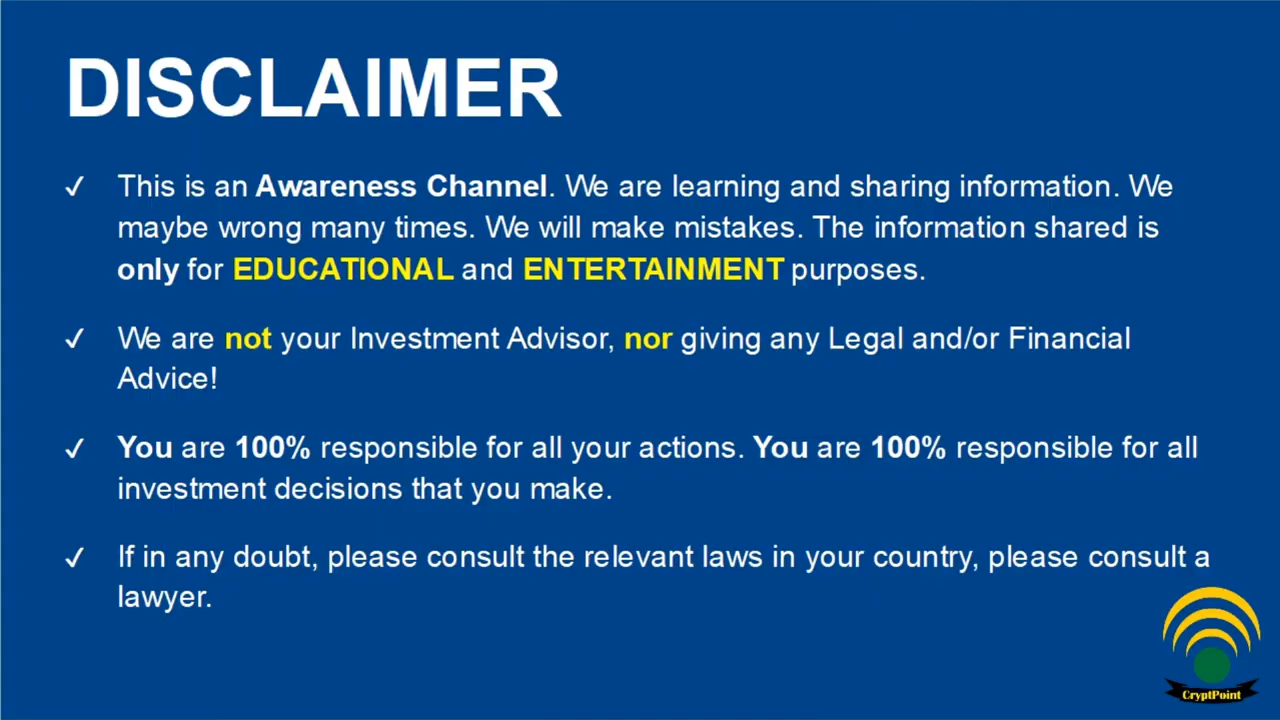 DISCLAIMER
✓ This is an Awareness Channel. We are learning and sharing information. We
maybe wrong many times. We will make mistakes. The information shared is
only for EDUCATIONAL and ENTERTAINMENT purposes.
✓ We are not your Investment Advisor, nor giving any Legal and/or Financial
Advice!
✓ You are 100% responsible for all your actions. You are 100% responsible for all
investment decisions that you make.
✓ If in any doubt, please consult the relevant laws in your country, please consult a
lawyer.
CryptPoint